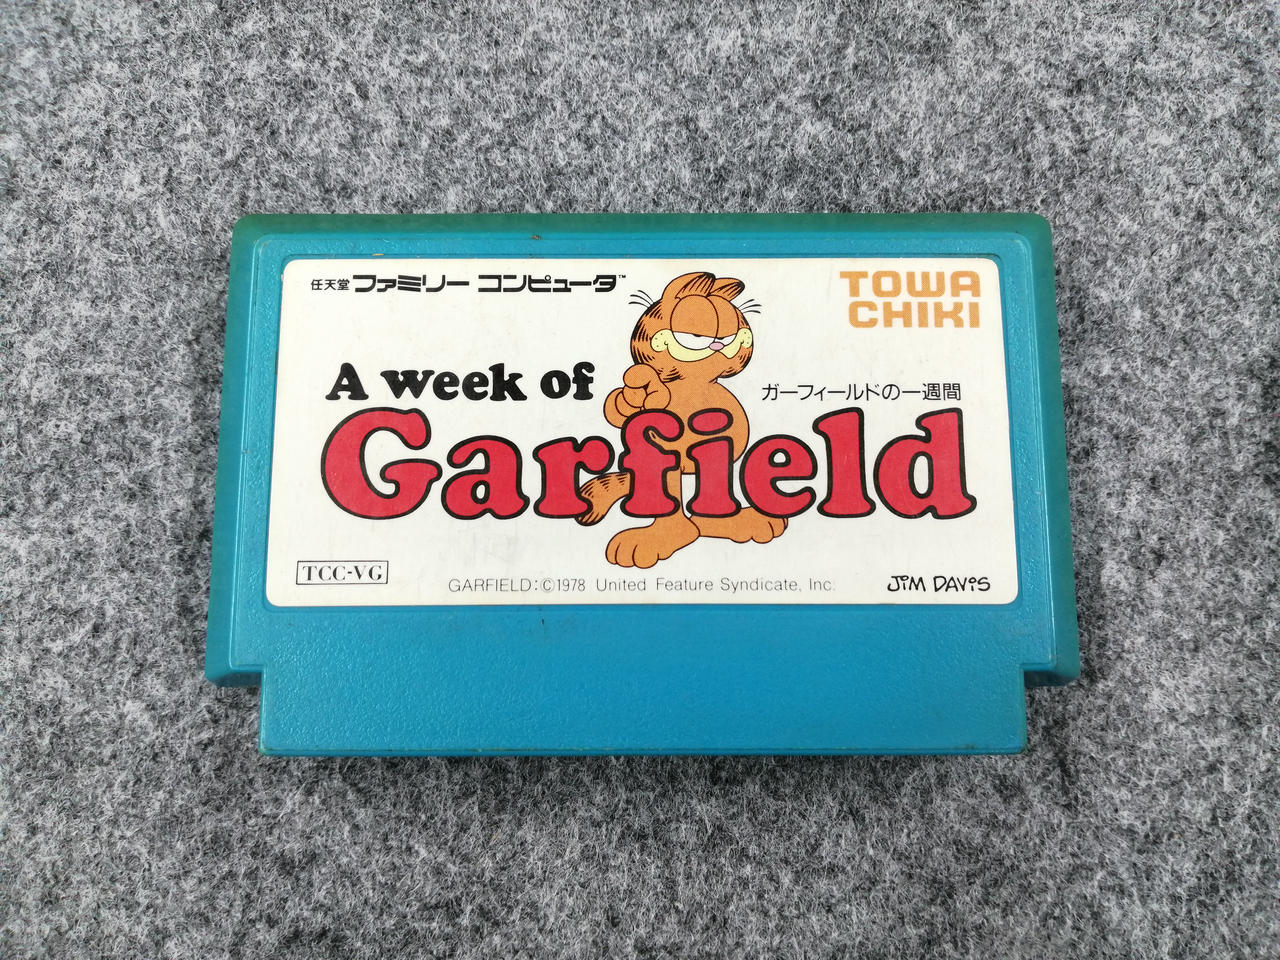 任天堂 ファミリー コンピュータ™
TOWA
CHIKI
A week of
ガーフィールドの一週間
Garfield
TCC-VG
GARFIELD:©1978 United Feature Syndicate, Inc.
JIM DAVIS